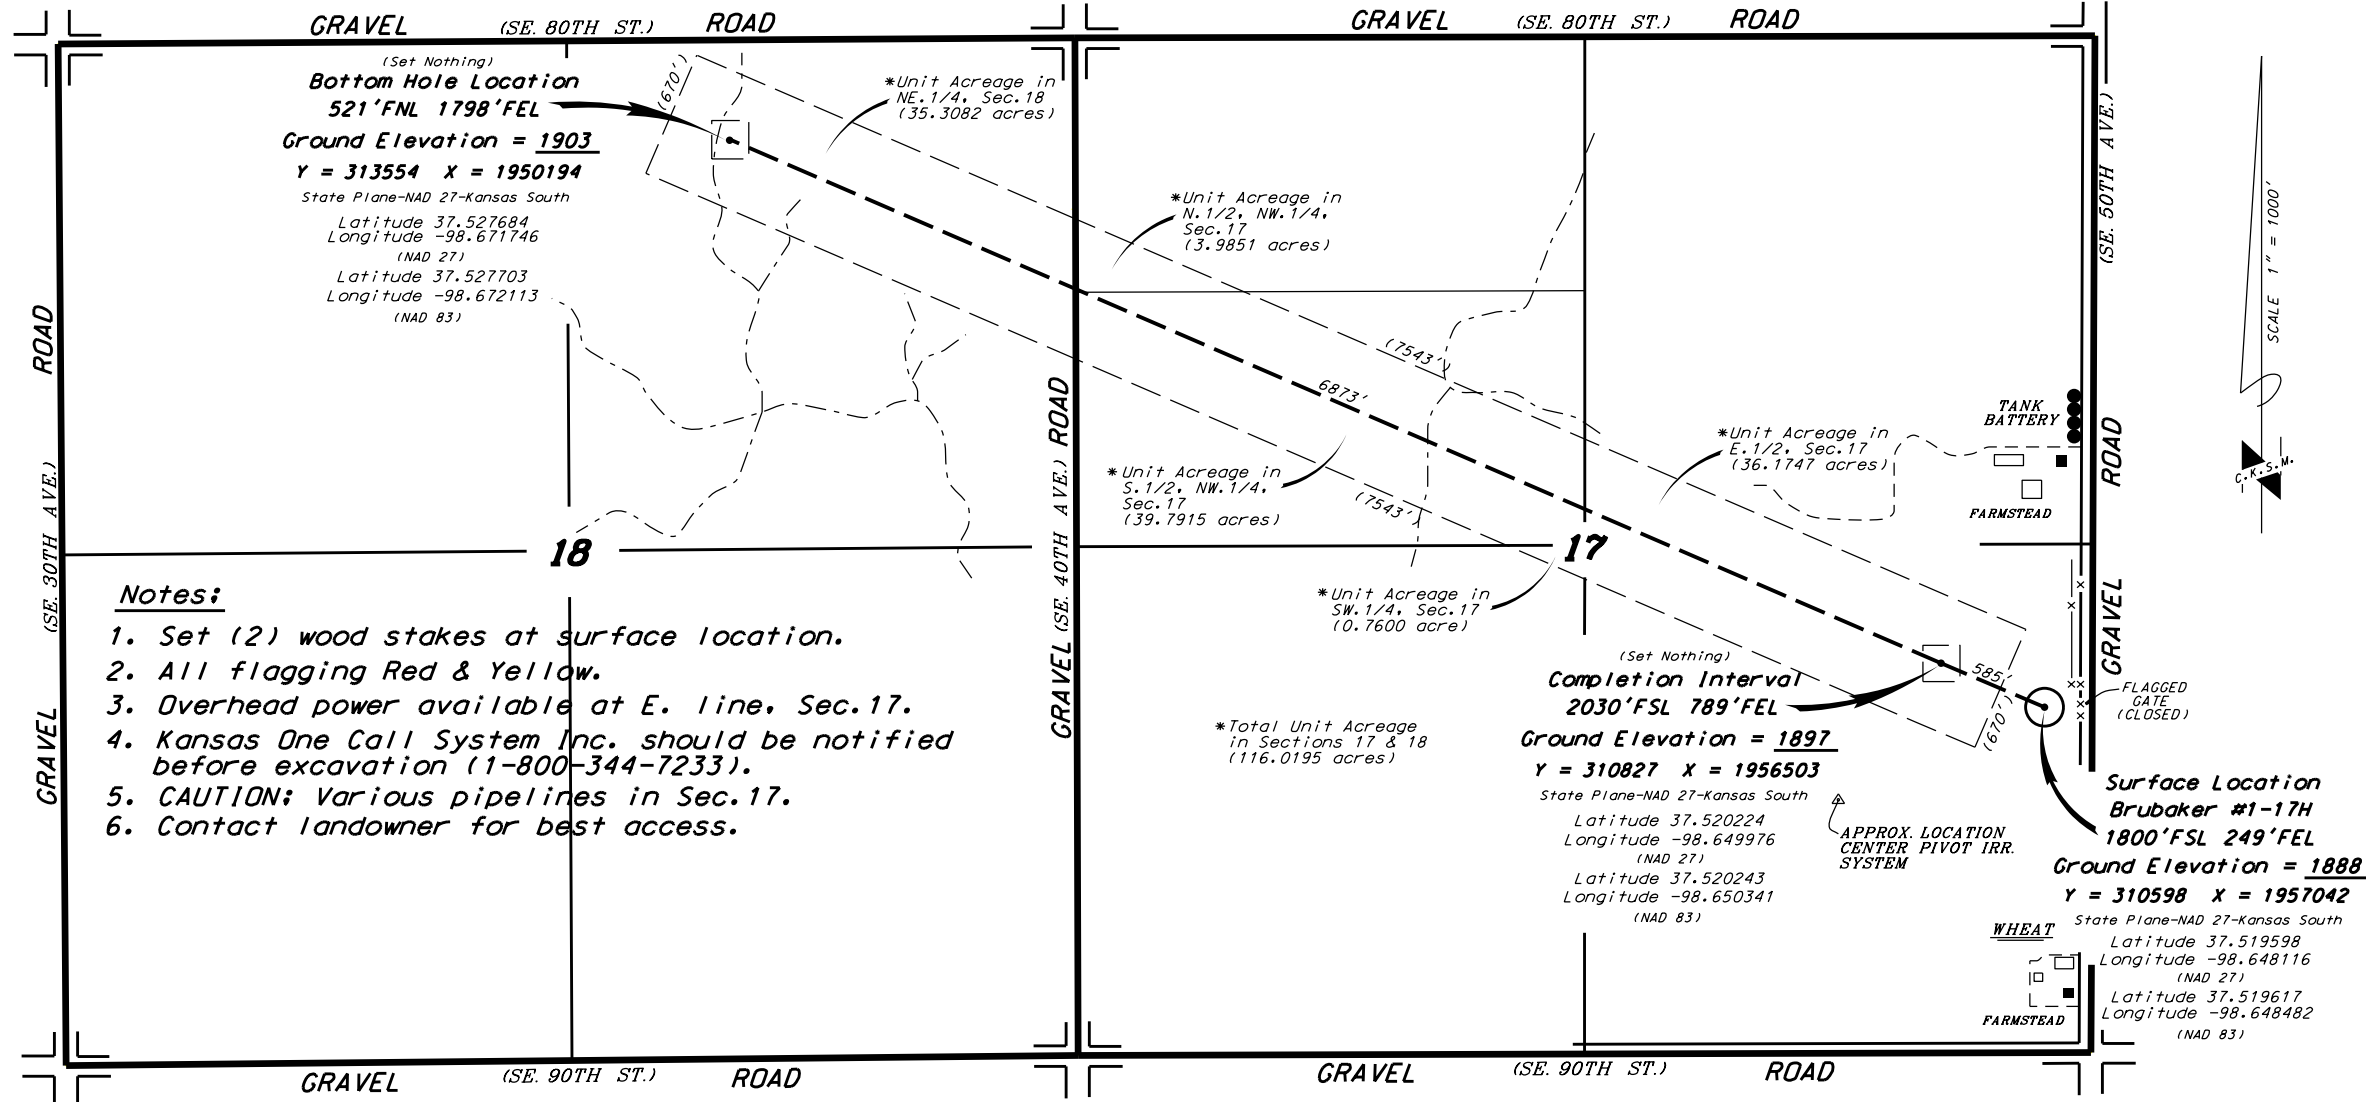 GRAVEL (SE. 80TH ST.) ROAD
GRAVEL (SE. 80TH ST.) ROAD
(Set Nothing)
Bottom Hole Location
521'FNL 1798'FEL
Ground Elevation = 1903
Y = 313554 X = 1950194
State Plane-NAD 27-Kansas South
Latitude 37.527684
Longitude -98.671746
(NAD 27)
Latitude 37.527703
Longitude -98.672113
(NAD 83)
(670')
*Unit Acreage in
NE.1/4, Sec.18
(35.3082 acres)
*Unit Acreage in
N.1/2, NW.1/4,
Sec.17
(3.9851 acres)
(7543')
6873'
(7543')
*Unit Acreage in
S.1/2, NW.1/4,
Sec.17
(39.7915 acres)
*Unit Acreage in
E.1/2, Sec.17
(36.1747 acres)
*Unit Acreage in
SW.1/4, Sec.17
(0.7600 acre)
TANK
BATTERY
FARMSTEAD
GRAVEL (SE. 30TH AVE.) ROAD
GRAVEL (SE. 40TH AVE.) ROAD
(SE. 50TH AVE.)
GRAVEL ROAD
SCALE 1" = 1000'
C.K.S.M.
18
17
Notes:
1. Set (2) wood stakes at surface location.
2. All flagging Red & Yellow.
3. Overhead power available at E. line, Sec.17.
4. Kansas One Call System Inc. should be notified
before excavation (1-800-344-7233).
5. CAUTION: Various pipelines in Sec.17.
6. Contact landowner for best access.
*Total Unit Acreage
in Sections 17 & 18
(116.0195 acres)
(Set Nothing)
Completion Interval
2030'FSL 789'FEL
Ground Elevation = 1897
Y = 310827 X = 1956503
State Plane-NAD 27-Kansas South
Latitude 37.520224
Longitude -98.649976
(NAD 27)
Latitude 37.520243
Longitude -98.650341
(NAD 83)
585'
(670')
FLAGGED
GATE
(CLOSED)
APPROX. LOCATION
CENTER PIVOT IRR.
SYSTEM
Surface Location
Brubaker #1-17H
1800'FSL 249'FEL
Ground Elevation = 1888
Y = 310598 X = 1957042
State Plane-NAD 27-Kansas South
Latitude 37.519598
Longitude -98.648116
(NAD 27)
Latitude 37.519617
Longitude -98.648482
(NAD 83)
WHEAT
FARMSTEAD
GRAVEL (SE. 90TH ST.) ROAD
GRAVEL (SE. 90TH ST.) ROAD